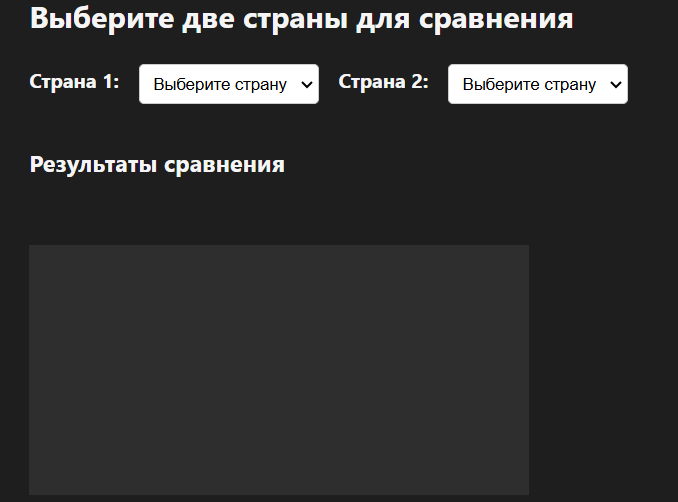 Выберите две страны для сравнения
Страна 1: Выберите страну Страна 2: Выберите страну
Результаты сравнения